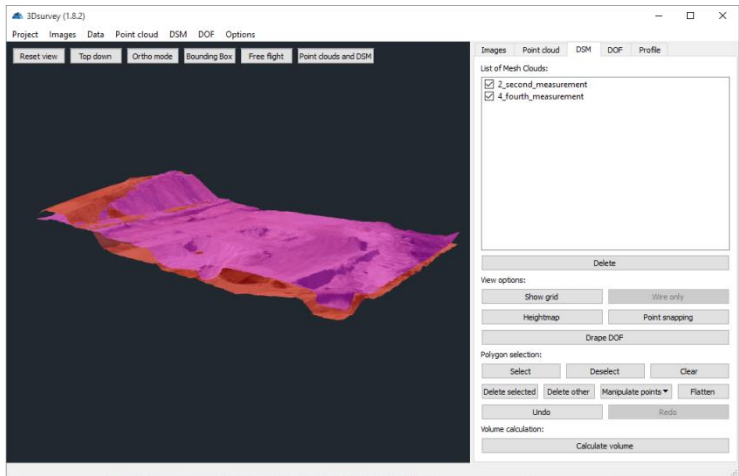 3Dsurvey (1.8.2)
Project Images Data Point cloud DSM DOF Options
Reset view Top down Ortho mode Bounding Box Free flight Point clouds and DSM
Images Point cloud DSM DOF Profile
List of Mesh Clouds:
2_second_measurement
4_fourth_measurement
Delete
View options:
Show grid Wire only
Heightmap Point snapping
Drape DOF
Polygon selection:
Select Deselect Clear
Delete selected Delete other Manipulate points Flatten
Undo Redo
Volume calculation:
Calculate volume